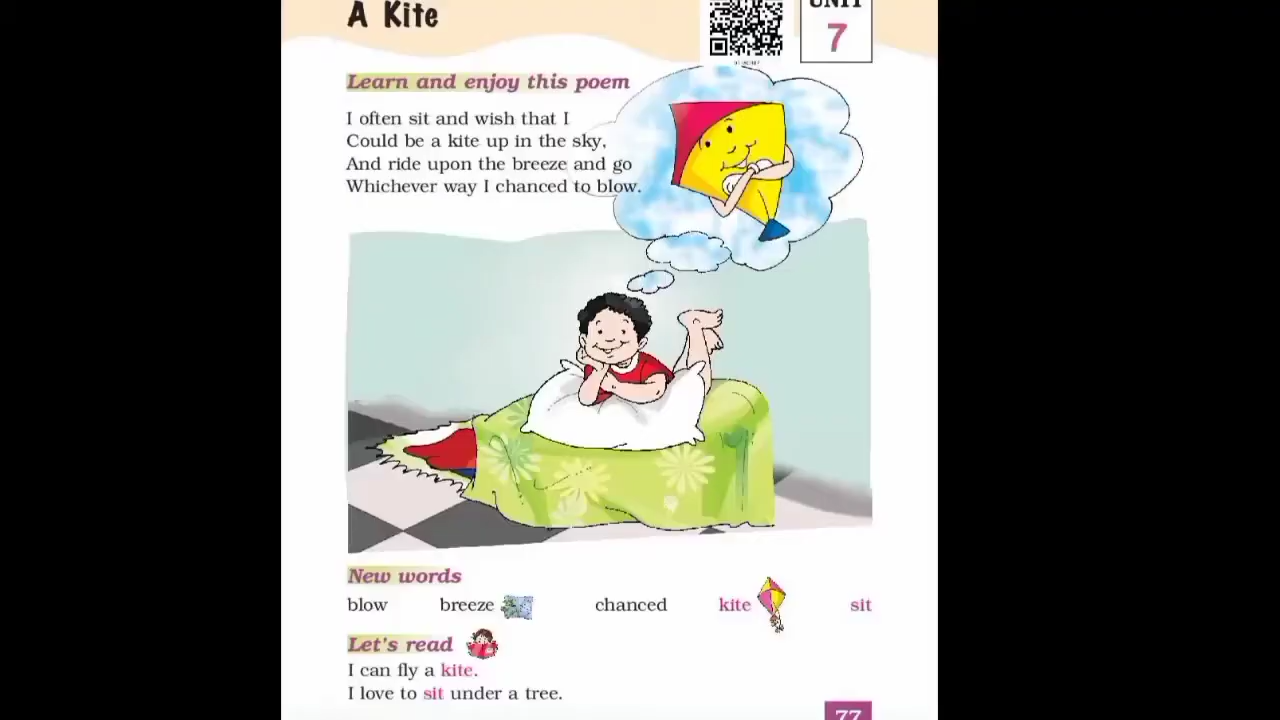 A Kite
UNIT
7
Learn and enjoy this poem
I often sit and wish that I
Could be a kite up in the sky,
And ride upon the breeze and go
Whichever way I chanced to blow.
New words
blow breeze chanced kite sit
Let's read
I can fly a kite.
I love to sit under a tree.
77